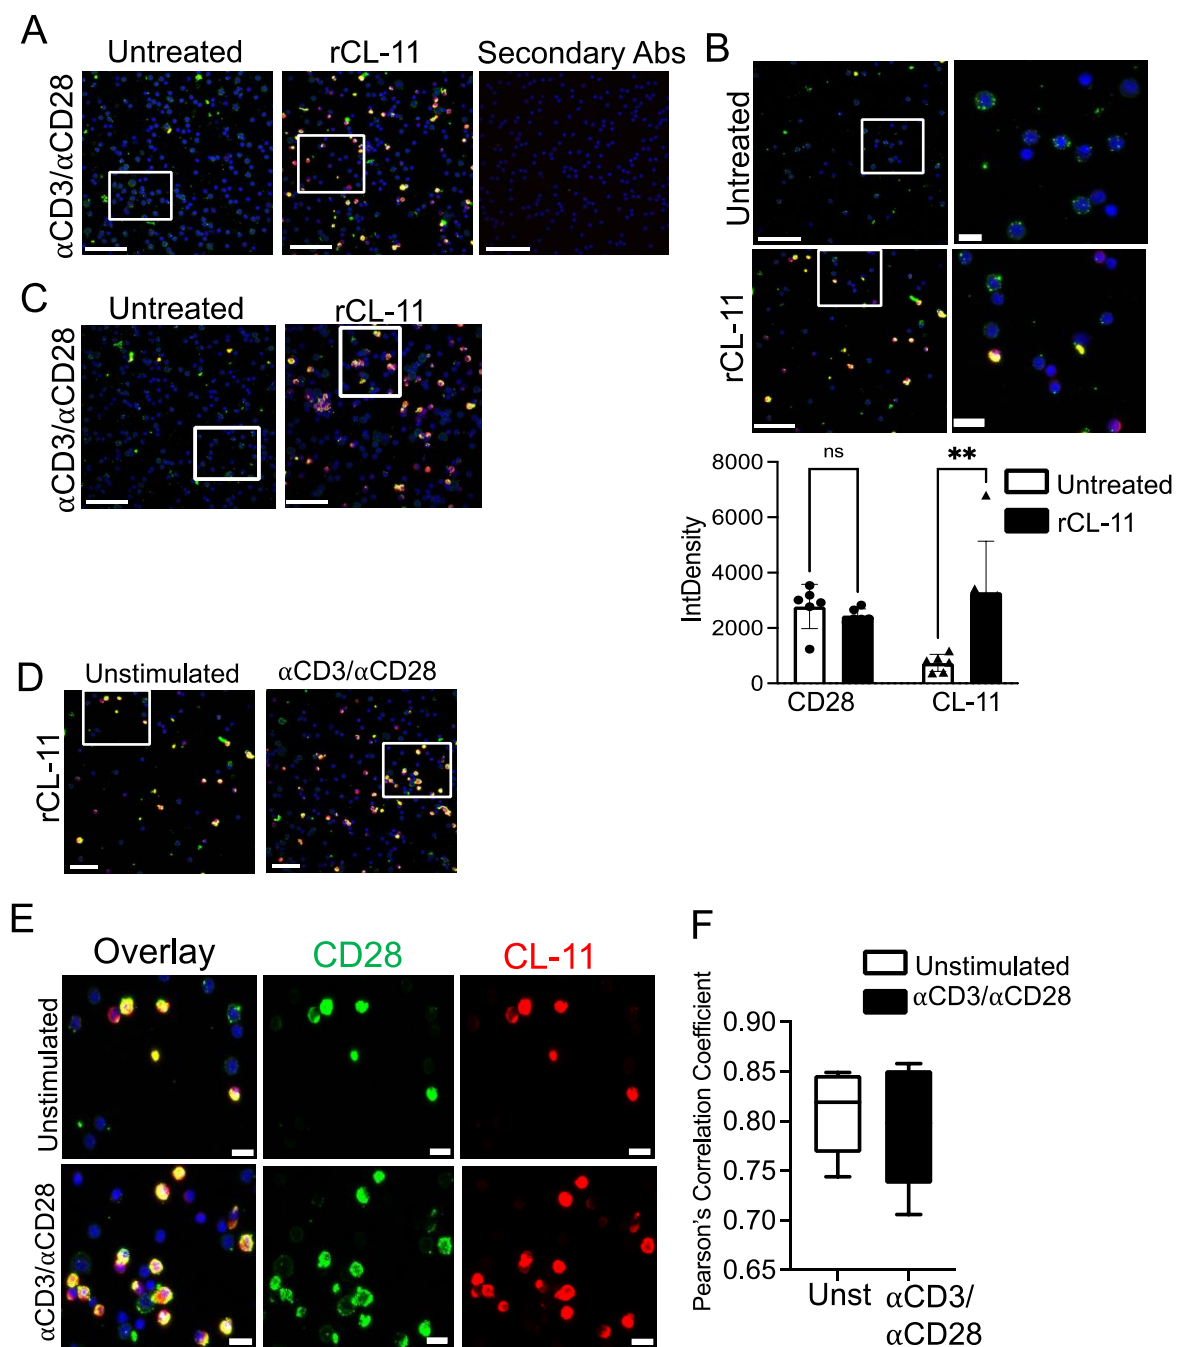 A
Untreated
rCL-11
Secondary Abs
αCD3/αCD28
B
Untreated
rCL-11
C
Untreated
rCL-11
αCD3/αCD28
8000
6000
4000
2000
0
IntDensity
ns
**
Untreated
rCL-11
CD28
CL-11
D
Unstimulated
αCD3/αCD28
rCL-11
E
Overlay
CD28
CL-11
Unstimulated
αCD3/αCD28
F
Unstimulated
αCD3/αCD28
Pearson's Correlation Coefficient
0.90
0.85
0.80
0.75
0.70
0.65
Unst
αCD3/
αCD28